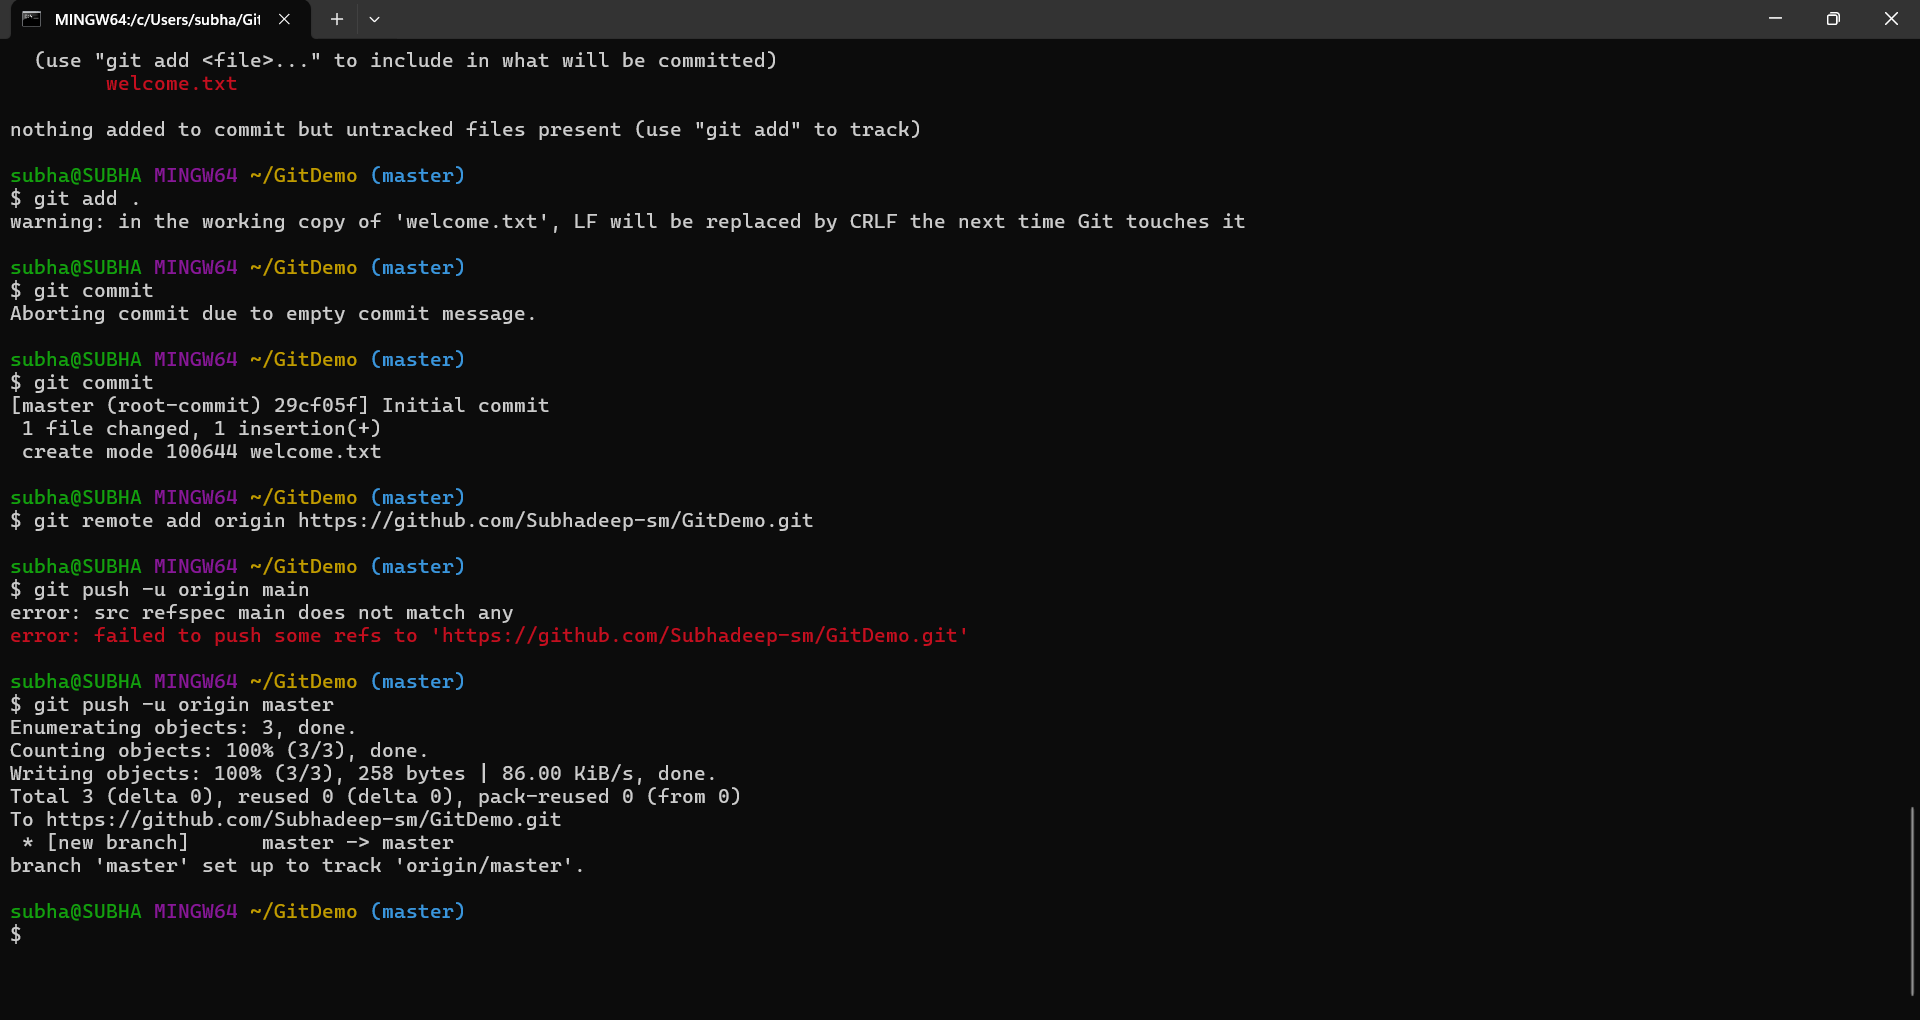 MINGW64:/c/Users/subha/Git
(use "git add <file>..." to include in what will be committed)
welcome.txt
nothing added to commit but untracked files present (use "git add" to track)
subha@SUBHA MINGW64 ~/GitDemo (master)
$ git add .
warning: in the working copy of 'welcome.txt', LF will be replaced by CRLF the next time Git touches it
subha@SUBHA MINGW64 ~/GitDemo (master)
$ git commit
Aborting commit due to empty commit message.
subha@SUBHA MINGW64 ~/GitDemo (master)
$ git commit
[master (root-commit) 29cf05f] Initial commit
1 file changed, 1 insertion(+)
create mode 100644 welcome.txt
subha@SUBHA MINGW64 ~/GitDemo (master)
$ git remote add origin https://github.com/Subhadeep-sm/GitDemo.git
subha@SUBHA MINGW64 ~/GitDemo (master)
$ git push -u origin main
error: src refspec main does not match any
error: failed to push some refs to 'https://github.com/Subhadeep-sm/GitDemo.git'
subha@SUBHA MINGW64 ~/GitDemo (master)
$ git push -u origin master
Enumerating objects: 3, done.
Counting objects: 100% (3/3), done.
Writing objects: 100% (3/3), 258 bytes | 86.00 KiB/s, done.
Total 3 (delta 0), reused 0 (delta 0), pack-reused 0 (from 0)
To https://github.com/Subhadeep-sm/GitDemo.git
* [new branch]      master -> master
branch 'master' set up to track 'origin/master'.
subha@SUBHA MINGW64 ~/GitDemo (master)
$